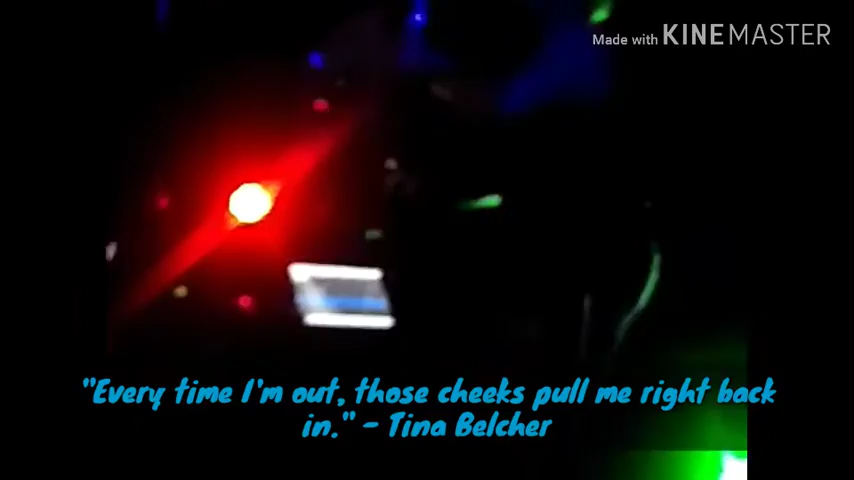 Made with KINEMASTER
"Every time I'm out, those cheeks pull me right back
in." - Tina Belcher